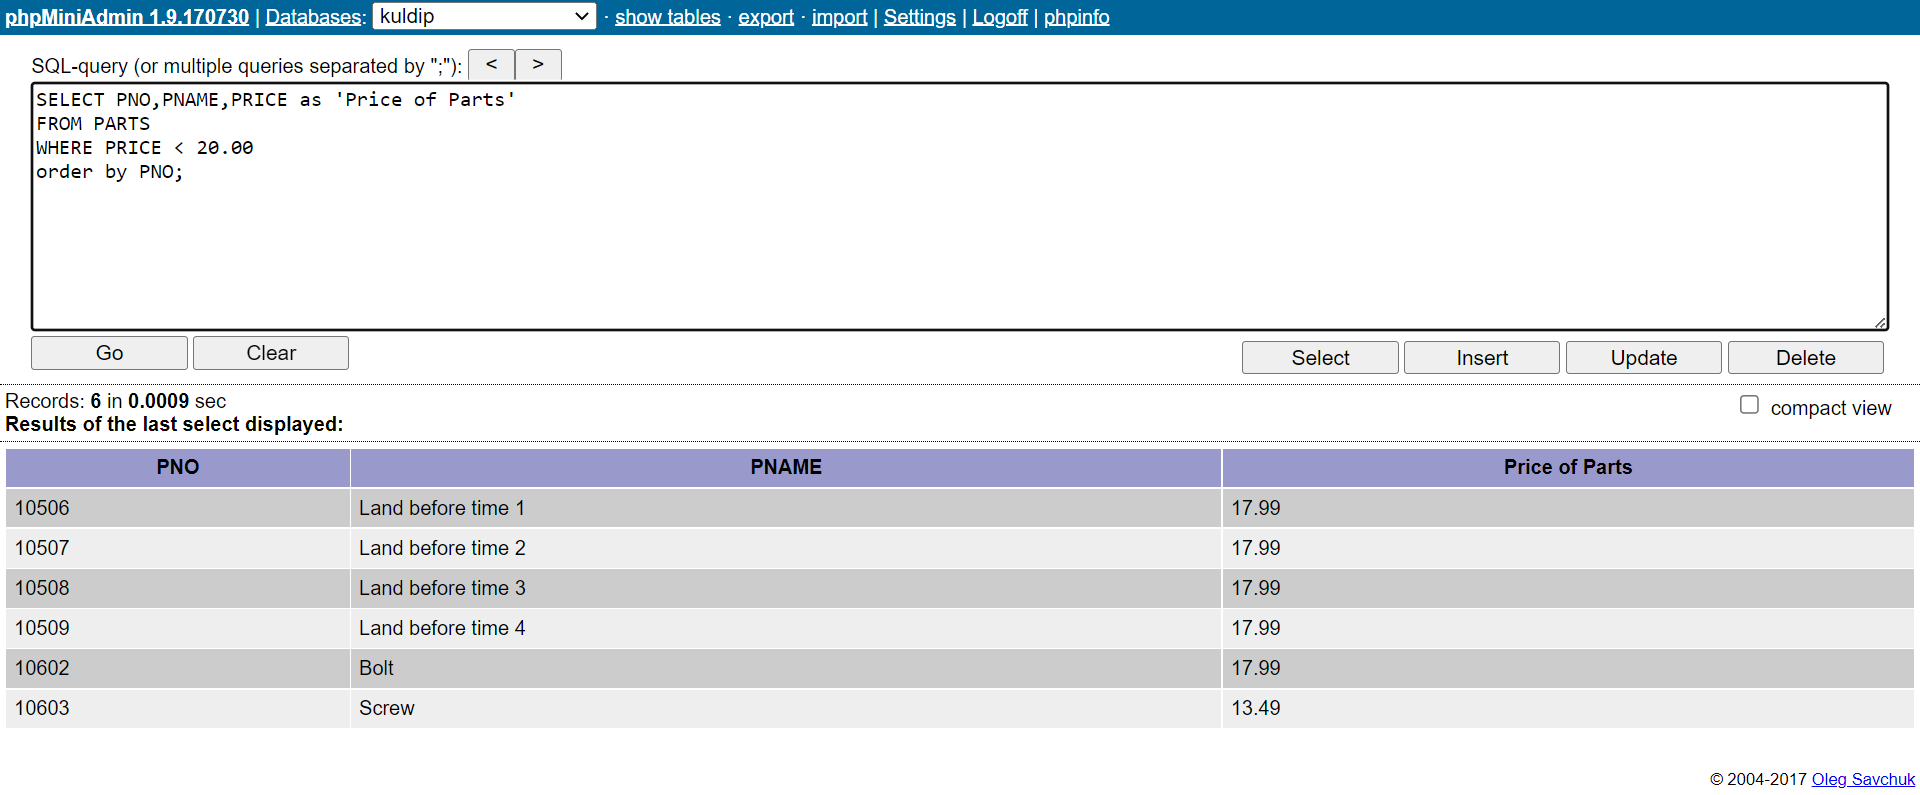 phpMiniAdmin 1.9.170730 | Databases: kuldip · show tables · export · import | Settings | Logoff | phpinfo
SQL-query (or multiple queries separated by ";"): < >
SELECT PNO,PNAME,PRICE as 'Price of Parts'
FROM PARTS
WHERE PRICE < 20.00
order by PNO;
Go Clear Select Insert Update Delete
Records: 6 in 0.0009 sec
compact view
Results of the last select displayed:
PNO PNAME Price of Parts
10506 Land before time 1 17.99
10507 Land before time 2 17.99
10508 Land before time 3 17.99
10509 Land before time 4 17.99
10602 Bolt 17.99
10603 Screw 13.49
© 2004-2017 Oleg Savchuk